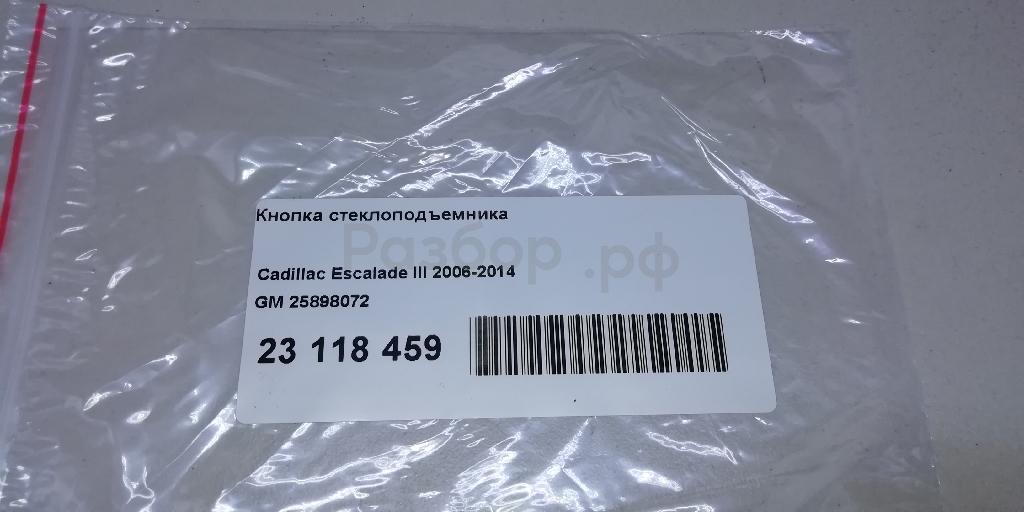 Кнопка стеклоподъемника
Разбор.рф
Cadillac Escalade III 2006-2014
GM 25898072
23 118 459